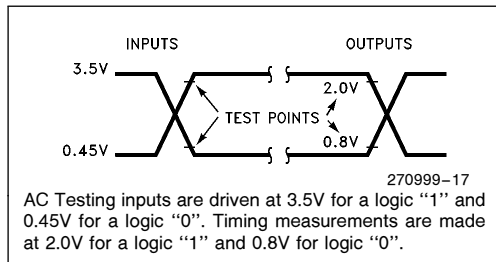 INPUTS OUTPUTS
3.5V
2.0V
TEST POINTS
0.8V
0.45V
270999–17
AC Testing inputs are driven at 3.5V for a logic ‘‘1’’ and
0.45V for a logic ‘‘0’’. Timing measurements are made
at 2.0V for a logic ‘‘1’’ and 0.8V for logic ‘‘0’’.